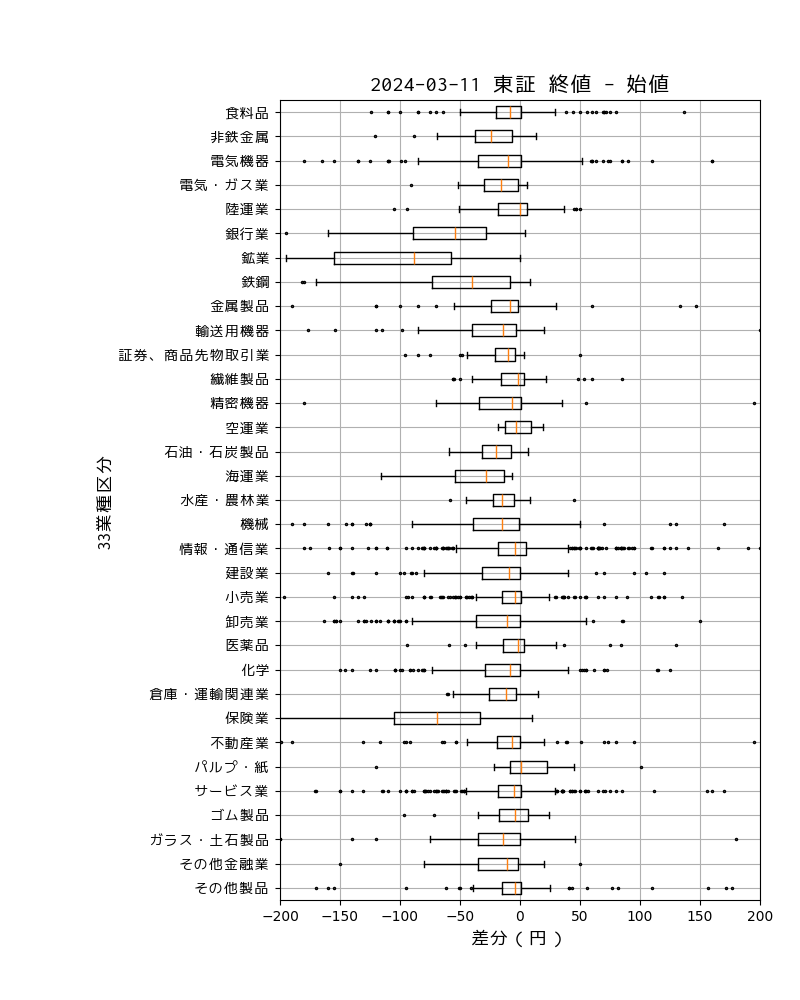 2024-03-11 東証 終値 - 始値
食料品
非鉄金属
電気機器
電気・ガス業
陸運業
銀行業
鉱業
鉄鋼
金属製品
輸送用機器
証券、商品先物取引業
繊維製品
精密機器
空運業
石油・石炭製品
海運業
水産・農林業
機械
情報・通信業
建設業
小売業
卸売業
医薬品
化学
倉庫・運輸関連業
保険業
不動産業
パルプ・紙
サービス業
ゴム製品
ガラス・土石製品
その他金融業
その他製品
33業種区分
−200 −150 −100 −50 0 50 100 150 200
差分（円）